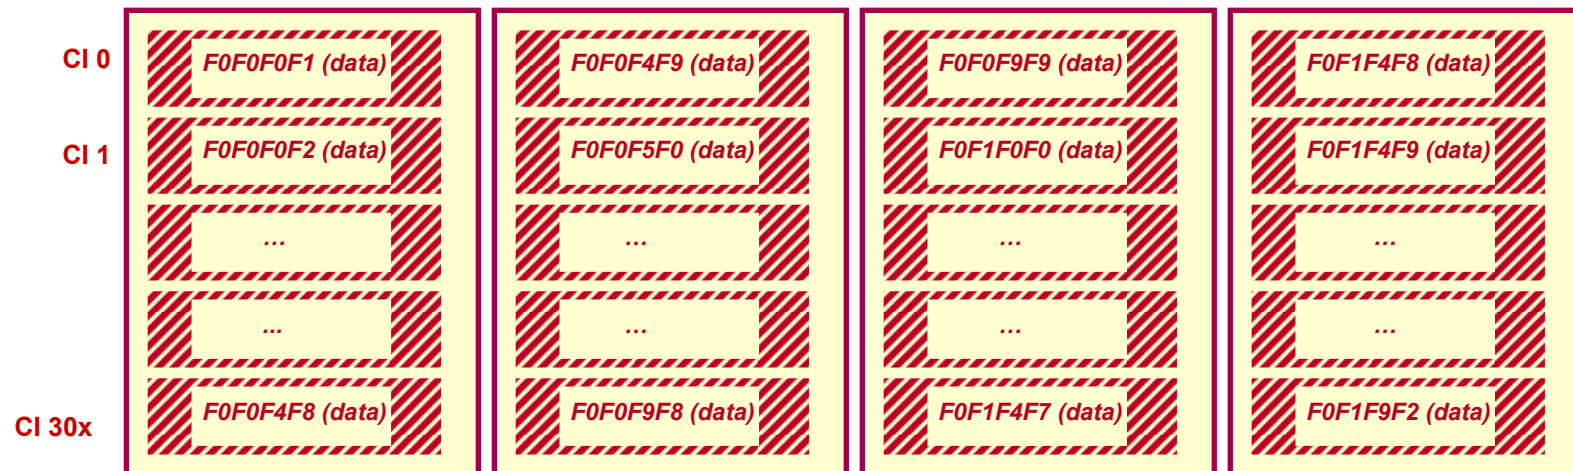 CI 0 F0F0F0F1 (data) F0F0F4F9 (data) F0F0F9F9 (data) F0F1F4F8 (data)
CI 1 F0F0F0F2 (data) F0F0F5F0 (data) F0F1F0F0 (data) F0F1F4F9 (data)
... ... ... ...
... ... ... ...
CI 30x F0F0F4F8 (data) F0F0F9F8 (data) F0F1F4F7 (data) F0F1F9F2 (data)